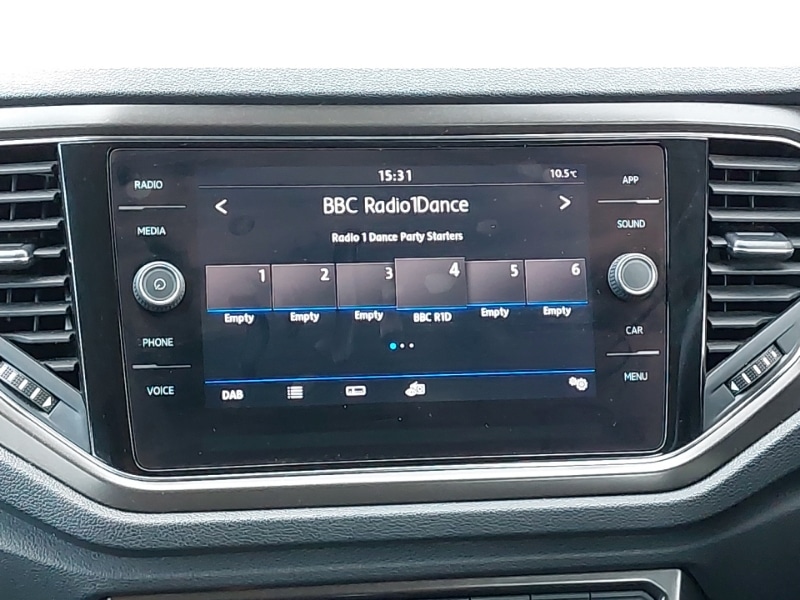 RADIO
MEDIA
PHONE
VOICE
15:31
10.5°C
< BBC Radio1Dance >
Radio 1 Dance Party Starters
1 2 3 4 5 6
Empty Empty Empty BBC R1D Empty Empty
DAB
APP
SOUND
CAR
MENU